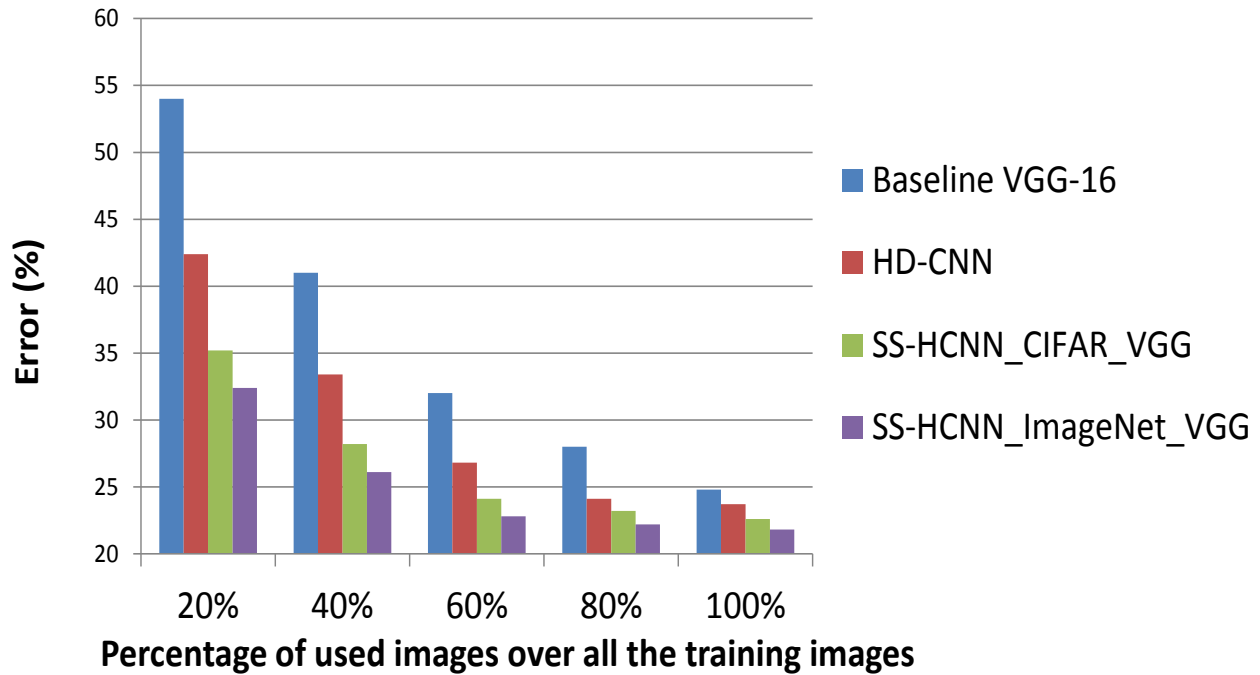 60
55
50
45
40
35
30
25
20
Error (%)
20% 40% 60% 80% 100%
Percentage of used images over all the training images
Baseline VGG-16
HD-CNN
SS-HCNN_CIFAR_VGG
SS-HCNN_ImageNet_VGG